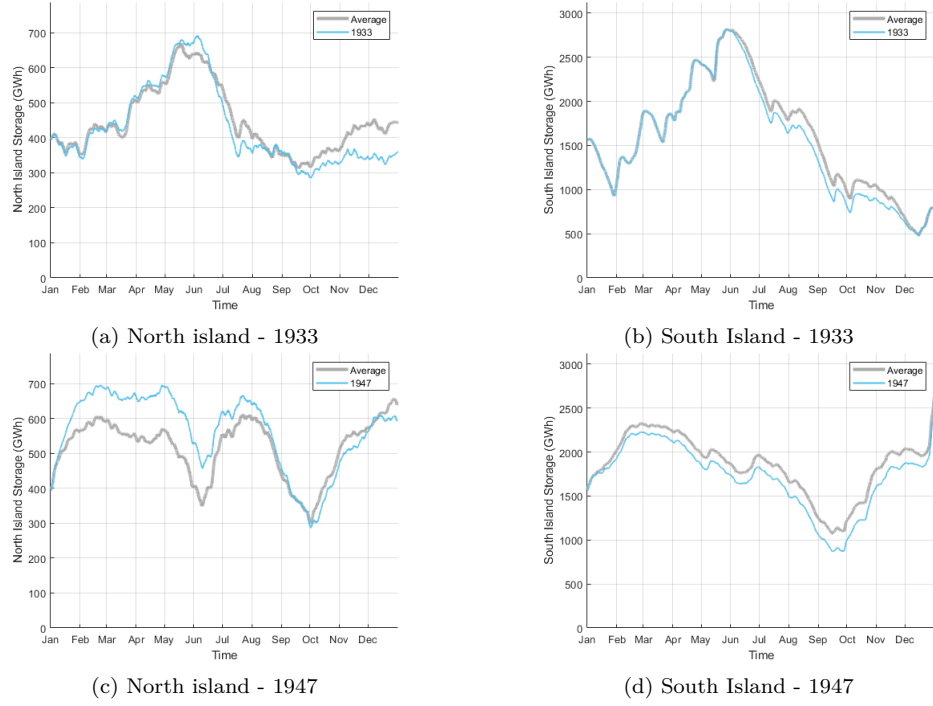 North Island Storage (GWh)
700
600
500
400
300
200
100
0
Jan Feb Mar Apr May Jun Jul Aug Sep Oct Nov Dec
Time
Average
1933
(a) North island - 1933
South Island Storage (GWh)
3000
2500
2000
1500
1000
500
0
Jan Feb Mar Apr May Jun Jul Aug Sep Oct Nov Dec
Time
Average
1933
(b) South Island - 1933
North Island Storage (GWh)
700
600
500
400
300
200
100
0
Jan Feb Mar Apr May Jun Jul Aug Sep Oct Nov Dec
Time
Average
1947
(c) North island - 1947
South Island Storage (GWh)
3000
2500
2000
1500
1000
500
0
Jan Feb Mar Apr May Jun Jul Aug Sep Oct Nov Dec
Time
Average
1947
(d) South Island - 1947